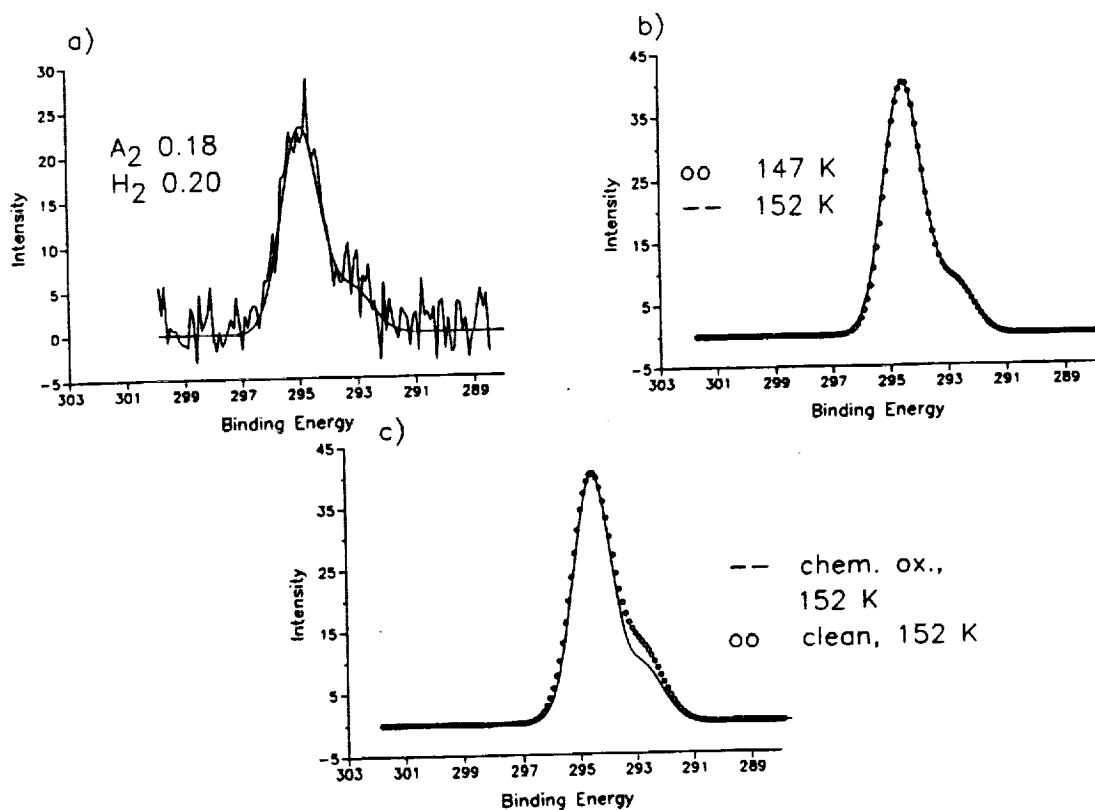 a)
30
25
20
15
10
5
0
−5
Intensity
A2 0.18
H2 0.20
303 301 299 297 295 293 291 289
Binding Energy
b)
45
35
25
15
5
−5
Intensity
oo 147 K
-- 152 K
303 301 299 297 295 293 291 289
Binding Energy
c)
45
35
25
15
5
−5
Intensity
-- chem. ox.,
152 K
oo clean, 152 K
303 301 299 297 295 293 291 289
Binding Energy